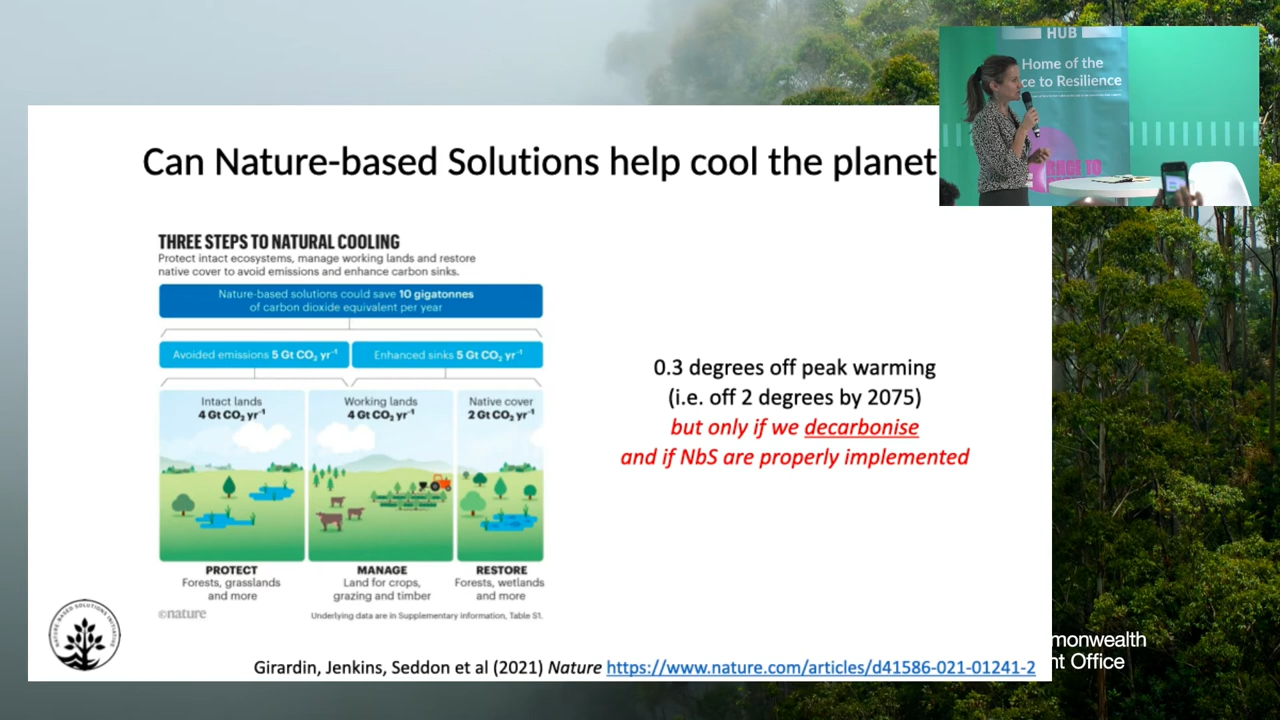 Can Nature-based Solutions help cool the planet
HUB
Home of the
ce to Resilience
RACE TO
THREE STEPS TO NATURAL COOLING
Protect intact ecosystems, manage working lands and restore
native cover to avoid emissions and enhance carbon sinks.
Nature-based solutions could save 10 gigatonnes
of carbon dioxide equivalent per year
Avoided emissions 5 Gt CO₂ yr⁻¹
Enhanced sinks 5 Gt CO₂ yr⁻¹
Intact lands
4 Gt CO₂ yr⁻¹
Working lands
4 Gt CO₂ yr⁻¹
Native cover
2 Gt CO₂ yr⁻¹
PROTECT
Forests, grasslands
and more
MANAGE
Land for crops,
grazing and timber
RESTORE
Forests, wetlands
and more
©nature
Underlying data are in Supplementary information, Table S1.
0.3 degrees off peak warming
(i.e. off 2 degrees by 2075)
but only if we decarbonise
and if NbS are properly implemented
NATURE-BASED SOLUTIONS INITIATIVE
Girardin, Jenkins, Seddon et al (2021) Nature https://www.nature.com/articles/d41586-021-01241-2
monwealth
nt Office